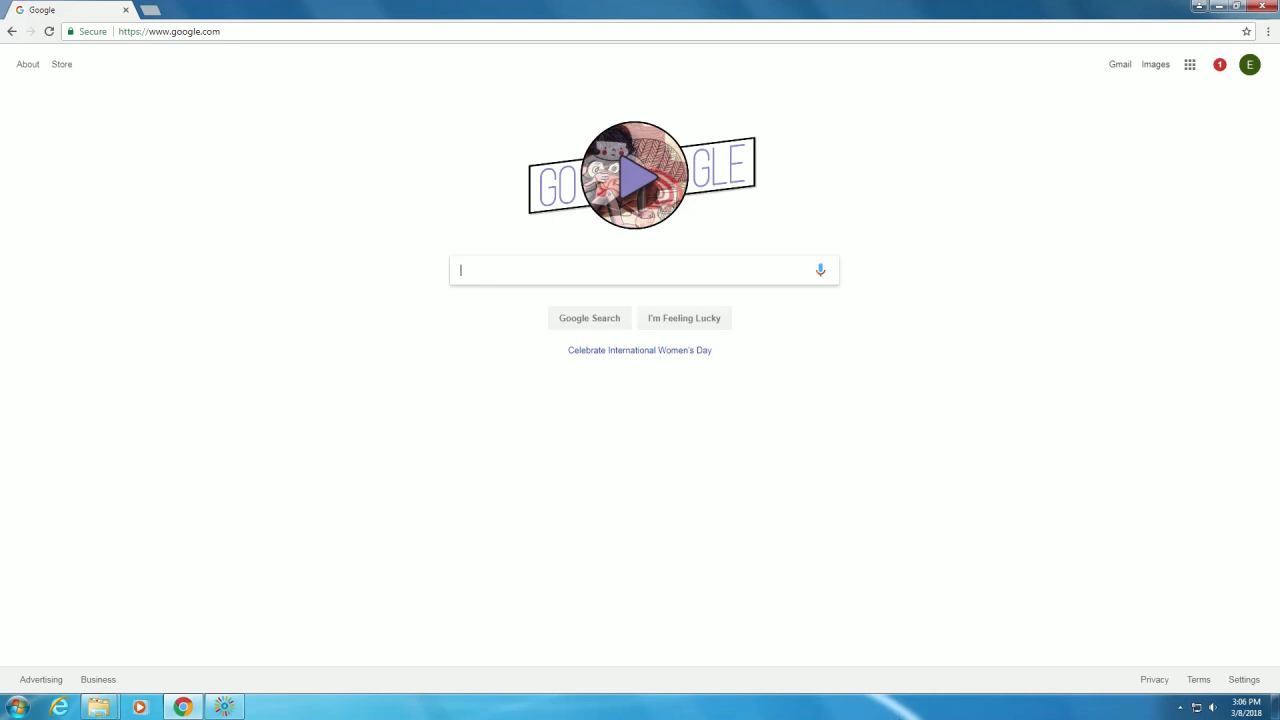 Google
Secure https://www.google.com
About Store Gmail Images 1 E
GO GLE
Google Search I'm Feeling Lucky
Celebrate International Women's Day
Advertising Business Privacy Terms Settings
3:06 PM
3/8/2018